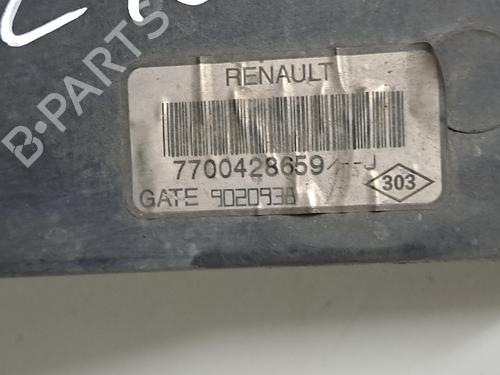 B-PARTS
RENAULT
7700428659/--J
GATE 9020938
303